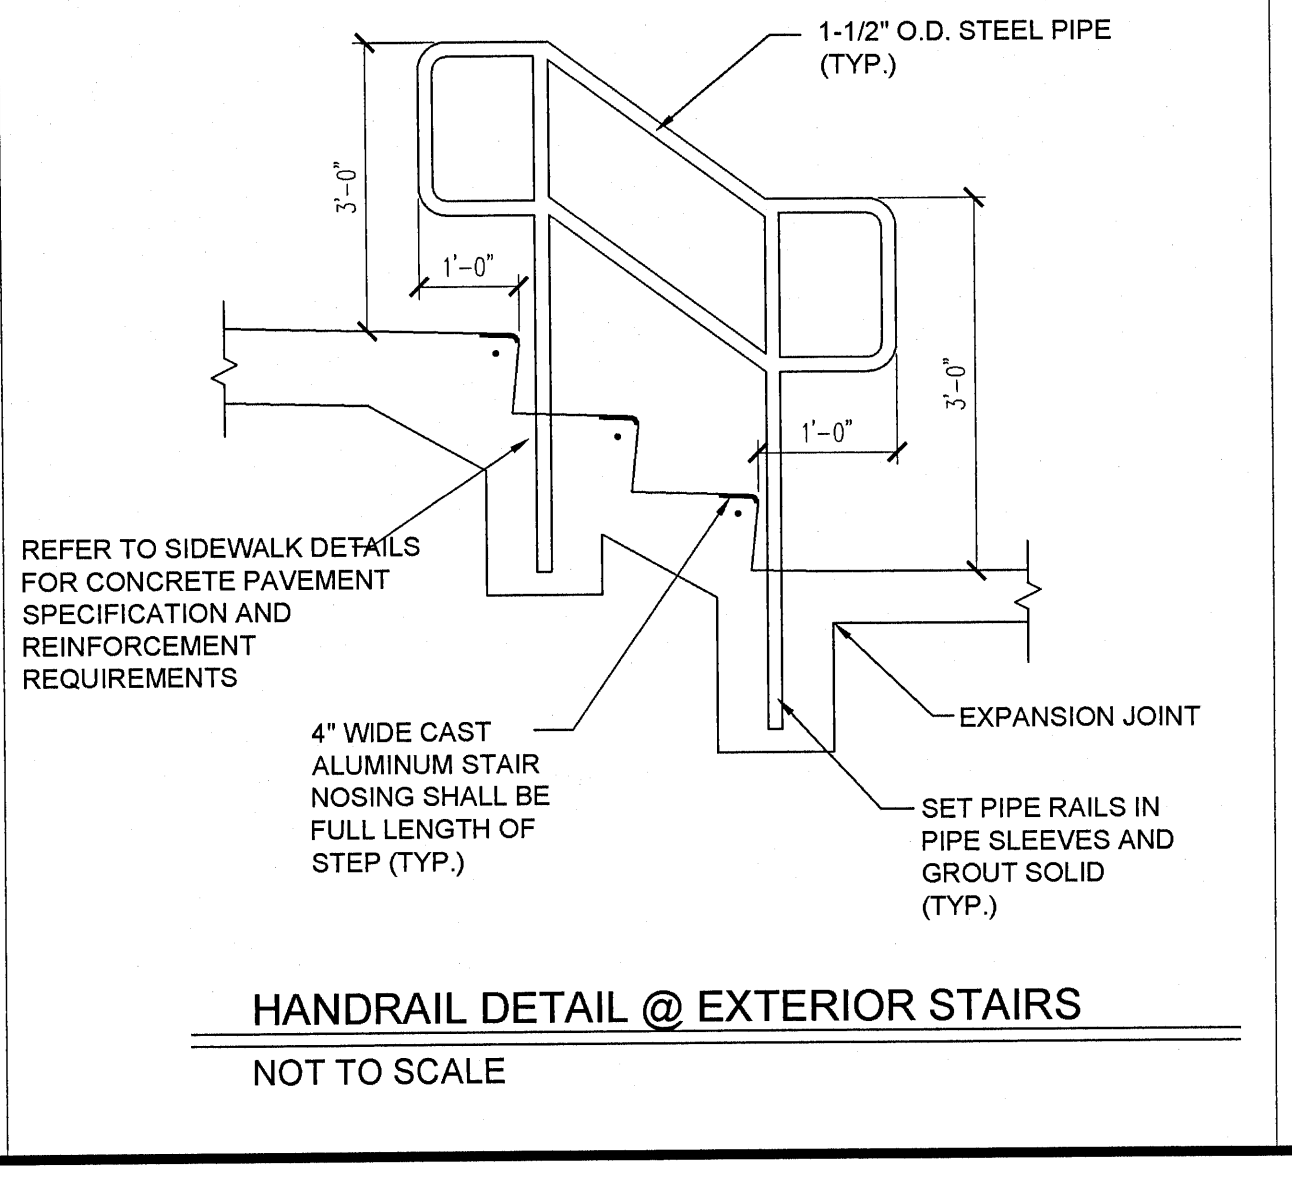 1-1/2" O.D. STEEL PIPE
(TYP.)
3'-0"
1'-0"
3'-0"
1'-0"
REFER TO SIDEWALK DETAILS
FOR CONCRETE PAVEMENT
SPECIFICATION AND
REINFORCEMENT
REQUIREMENTS
4" WIDE CAST
ALUMINUM STAIR
NOSING SHALL BE
FULL LENGTH OF
STEP (TYP.)
EXPANSION JOINT
SET PIPE RAILS IN
PIPE SLEEVES AND
GROUT SOLID
(TYP.)
HANDRAIL DETAIL @ EXTERIOR STAIRS
NOT TO SCALE